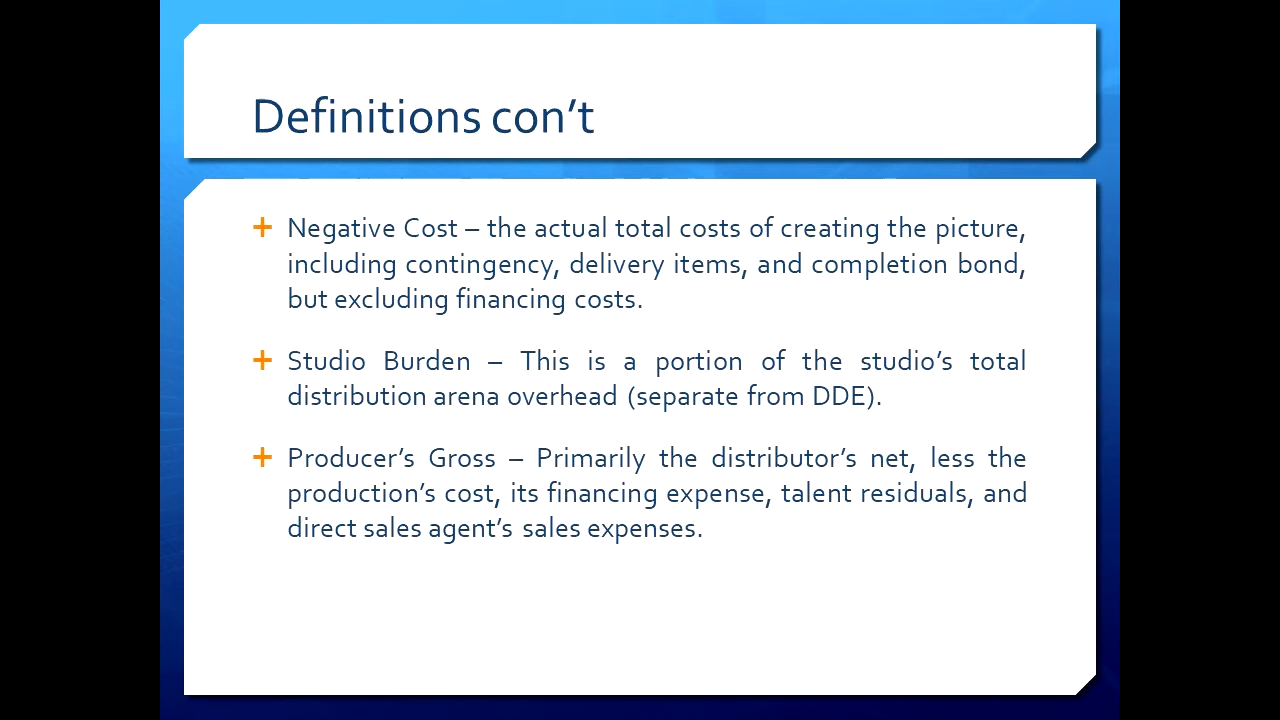 Definitions con’t
Negative Cost – the actual total costs of creating the picture,
including contingency, delivery items, and completion bond,
but excluding financing costs.
Studio Burden – This is a portion of the studio’s total
distribution arena overhead (separate from DDE).
Producer’s Gross – Primarily the distributor’s net, less the
production’s cost, its financing expense, talent residuals, and
direct sales agent’s sales expenses.